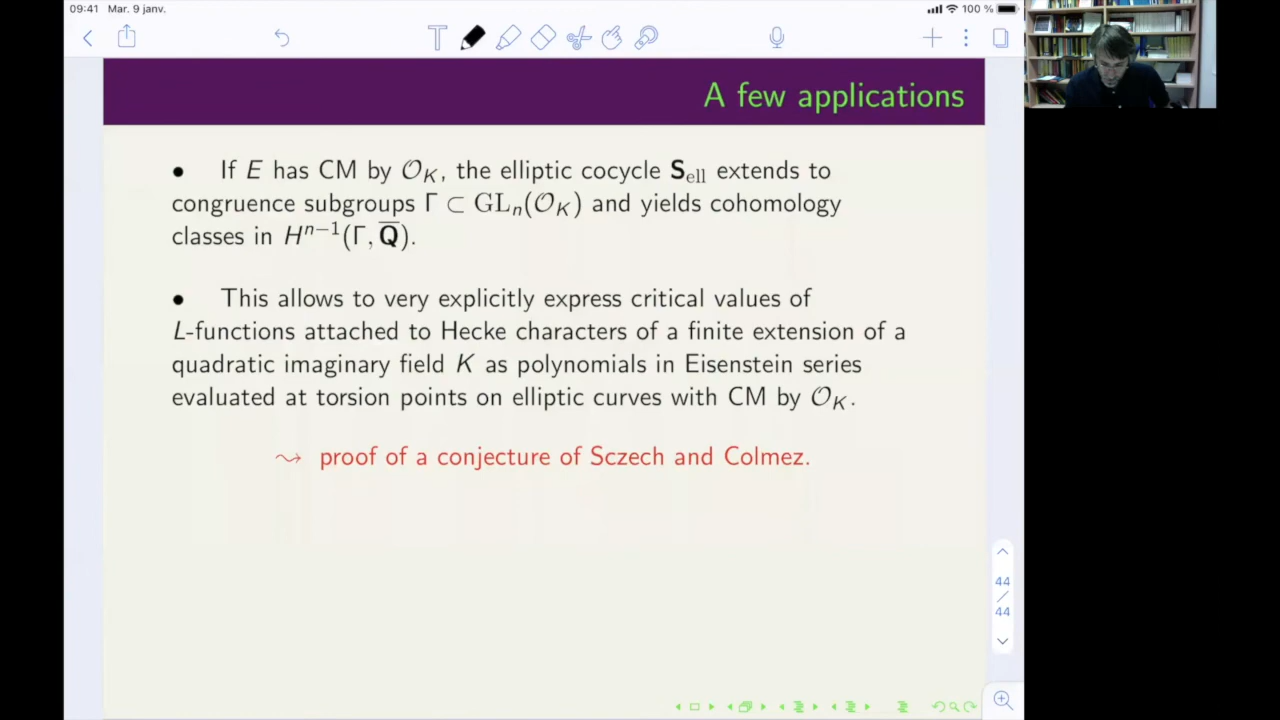 09:41 Mar. 9 janv.
100 %
A few applications
• If E has CM by 𝒪_K, the elliptic cocycle S_ell extends to
congruence subgroups Γ ⊂ GL_n(𝒪_K) and yields cohomology
classes in H^{n−1}(Γ, Q̅).
• This allows to very explicitly express critical values of
L-functions attached to Hecke characters of a finite extension of a
quadratic imaginary field K as polynomials in Eisenstein series
evaluated at torsion points on elliptic curves with CM by 𝒪_K.
⇝ proof of a conjecture of Sczech and Colmez.
44
/
44